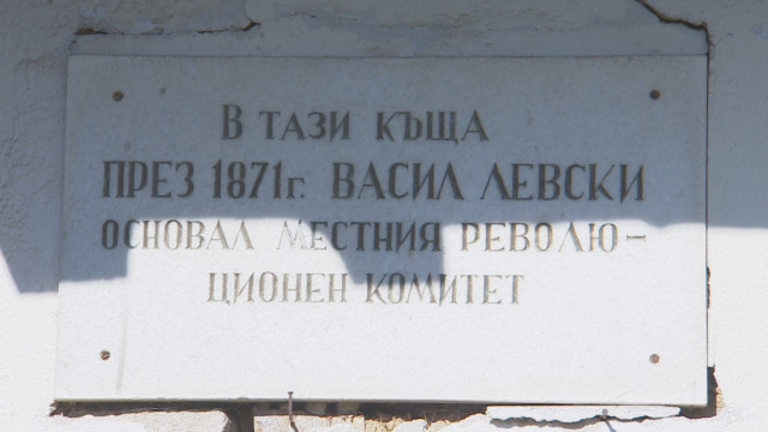 В ТАЗИ КЪЩА
ПРЕЗ 1871г. ВАСИЛ ЛЕВСКИ
ОСНОВАЛ МЕСТНИЯ РЕВОЛЮ-
ЦИОНЕН КОМИТЕТ